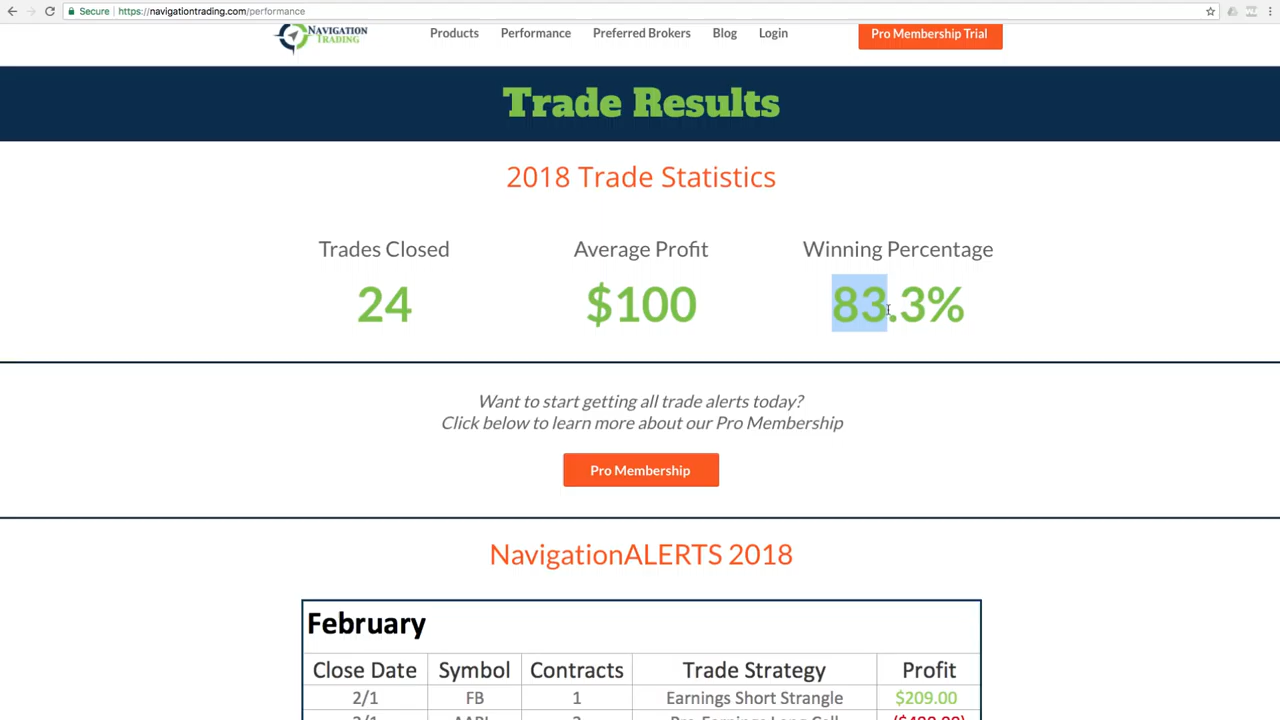 Secure https://navigationtrading.com/performance
NAVIGATION
TRADING
Products Performance Preferred Brokers Blog Login Pro Membership Trial
Trade Results
2018 Trade Statistics
Trades Closed Average Profit Winning Percentage
24 $100 83.3%
Want to start getting all trade alerts today?
Click below to learn more about our Pro Membership
Pro Membership
NavigationALERTS 2018
February
Close Date Symbol Contracts Trade Strategy Profit
2/1 FB 1 Earnings Short Strangle $209.00